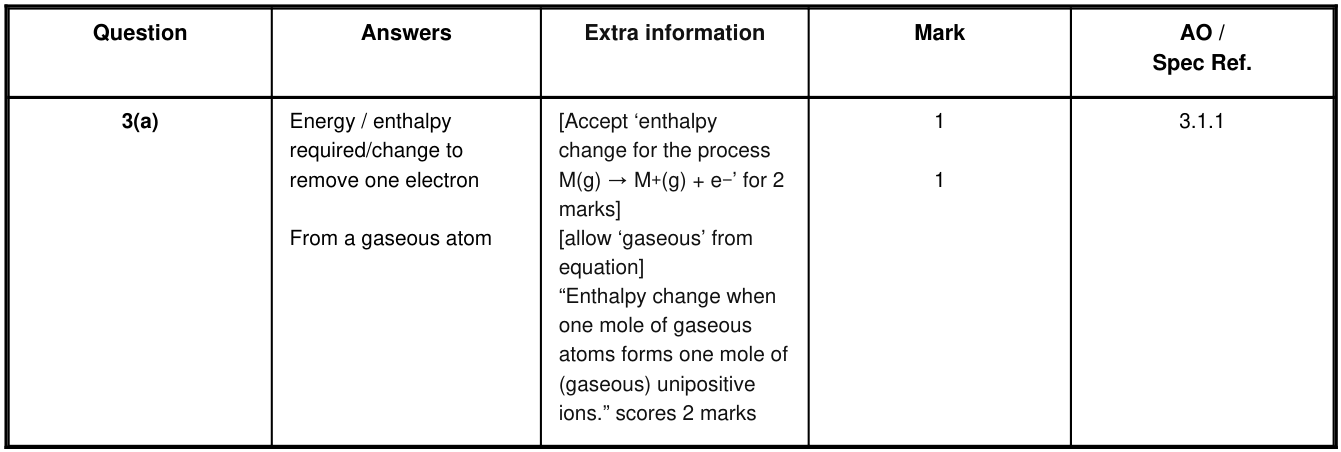 Question Answers Extra information Mark AO /
Spec Ref.
3(a)
Energy / enthalpy
required/change to
remove one electron
From a gaseous atom
[Accept ‘enthalpy
change for the process
M(g) → M+(g) + e–’ for 2
marks]
[allow ‘gaseous’ from
equation]
“Enthalpy change when
one mole of gaseous
atoms forms one mole of
(gaseous) unipositive
ions.” scores 2 marks
1
1
3.1.1